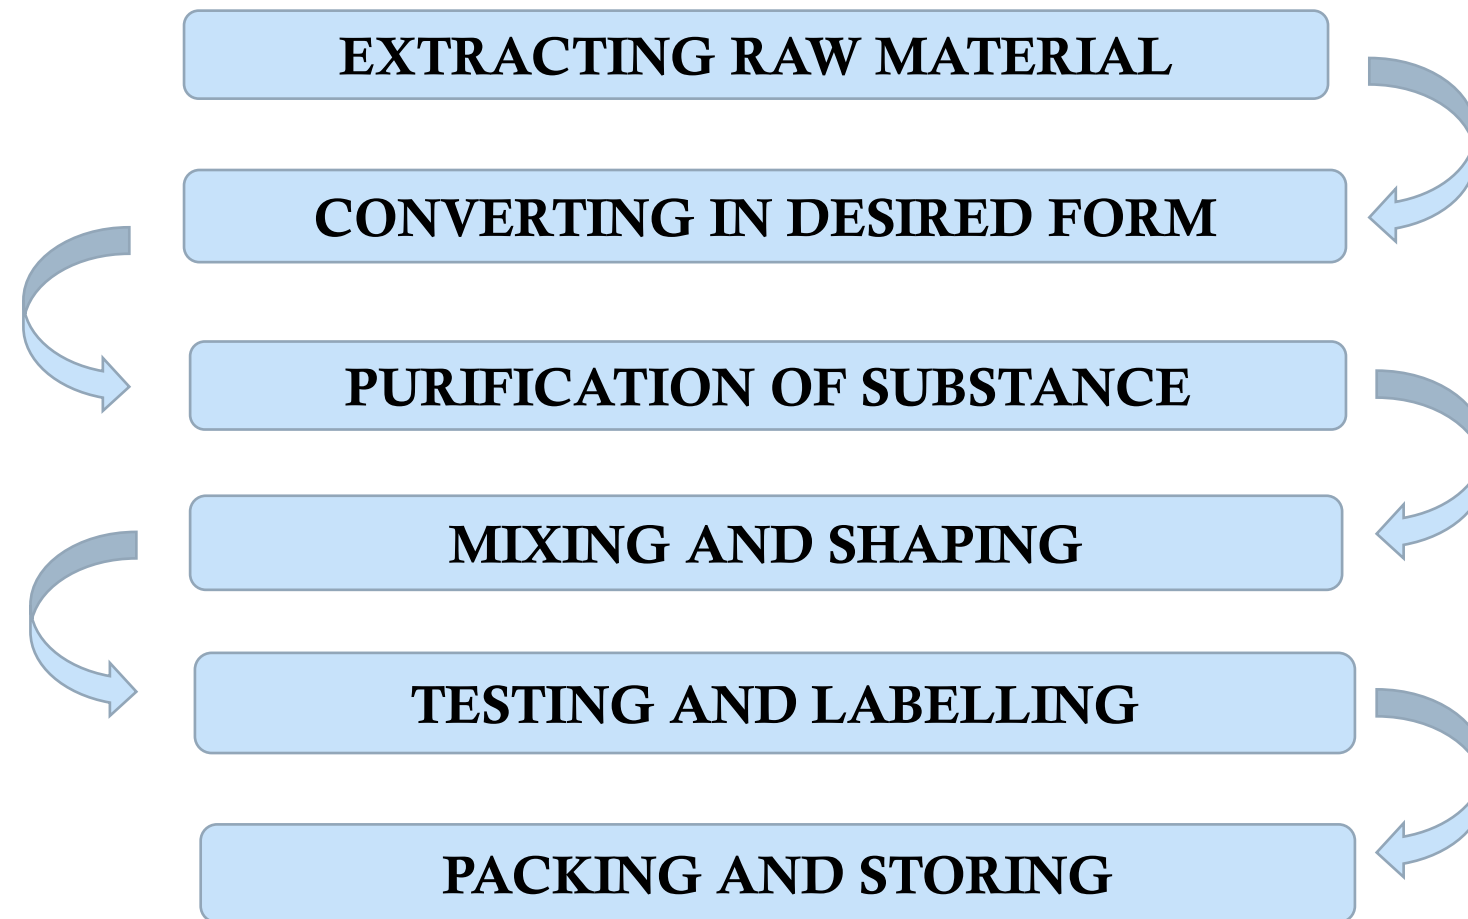 EXTRACTING RAW MATERIAL
CONVERTING IN DESIRED FORM
PURIFICATION OF SUBSTANCE
MIXING AND SHAPING
TESTING AND LABELLING
PACKING AND STORING